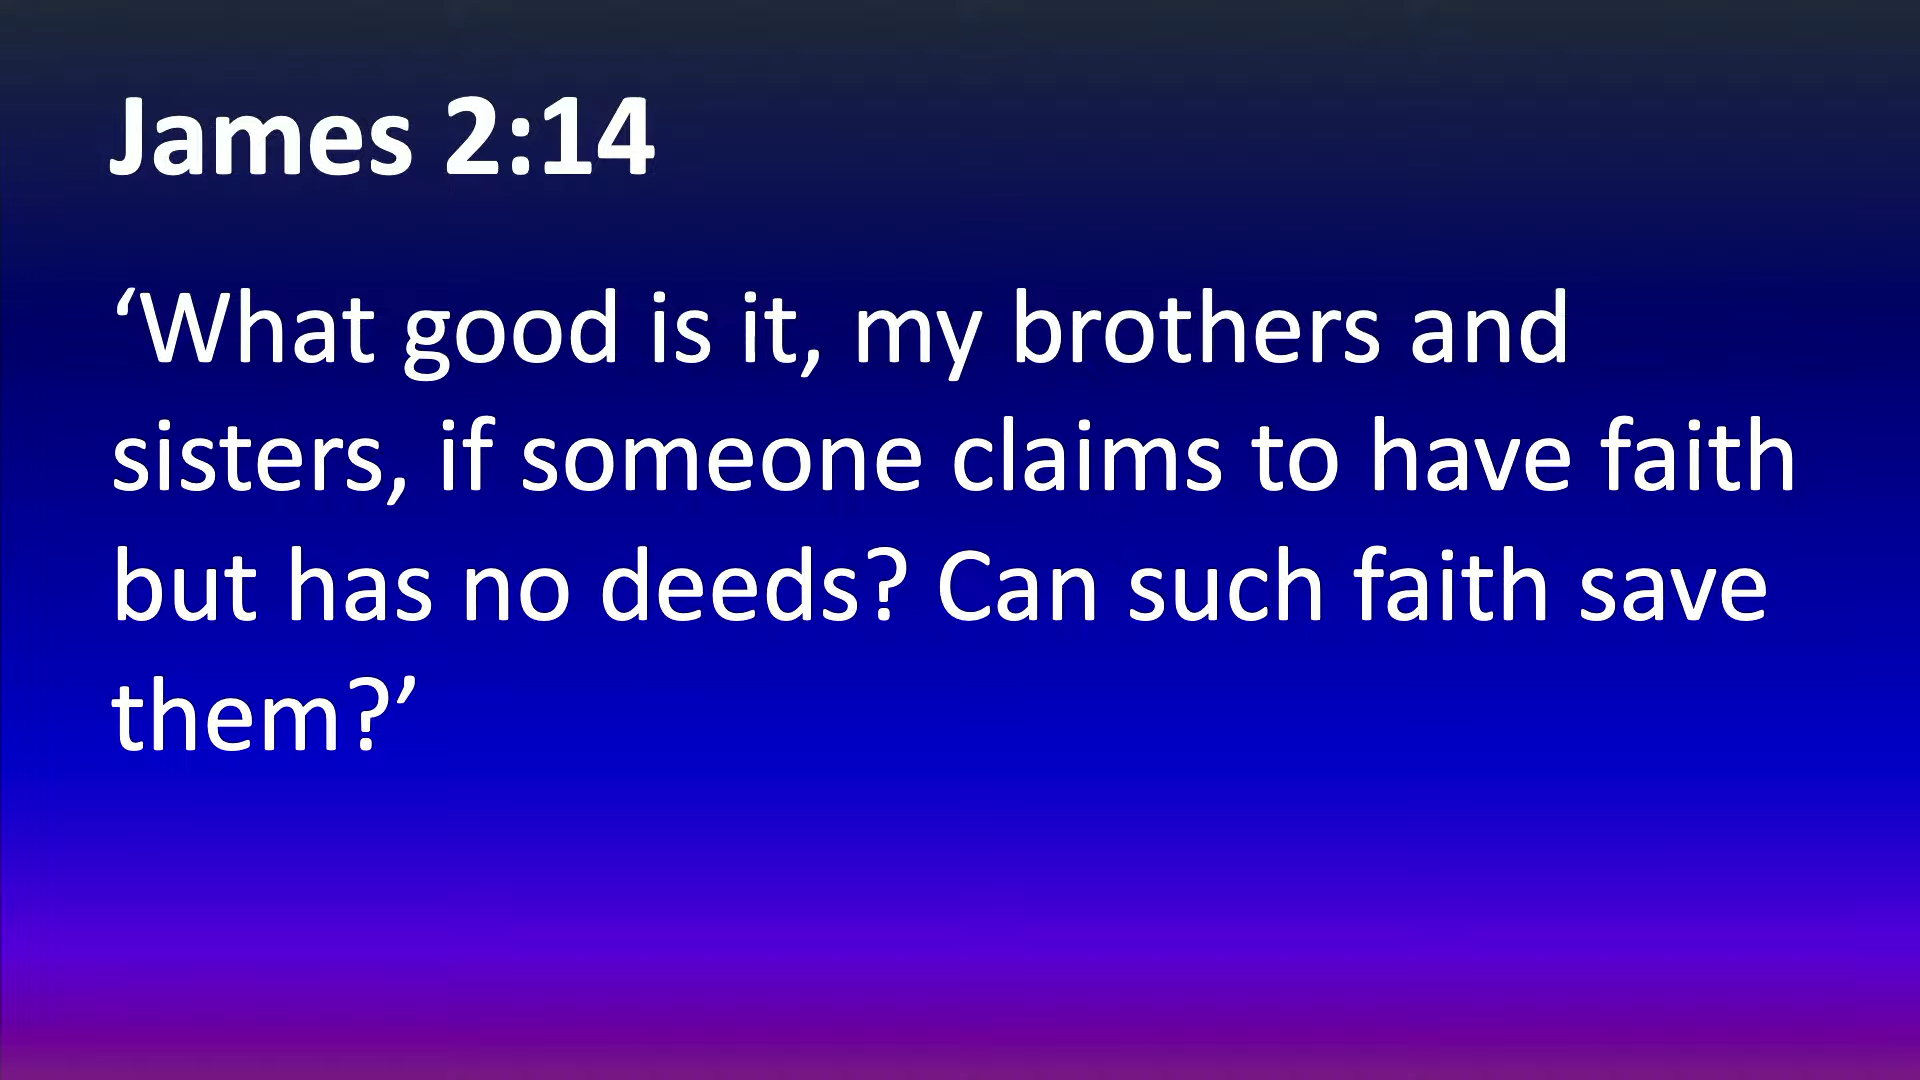 James 2:14
‘What good is it, my brothers and
sisters, if someone claims to have faith
but has no deeds? Can such faith save
them?’